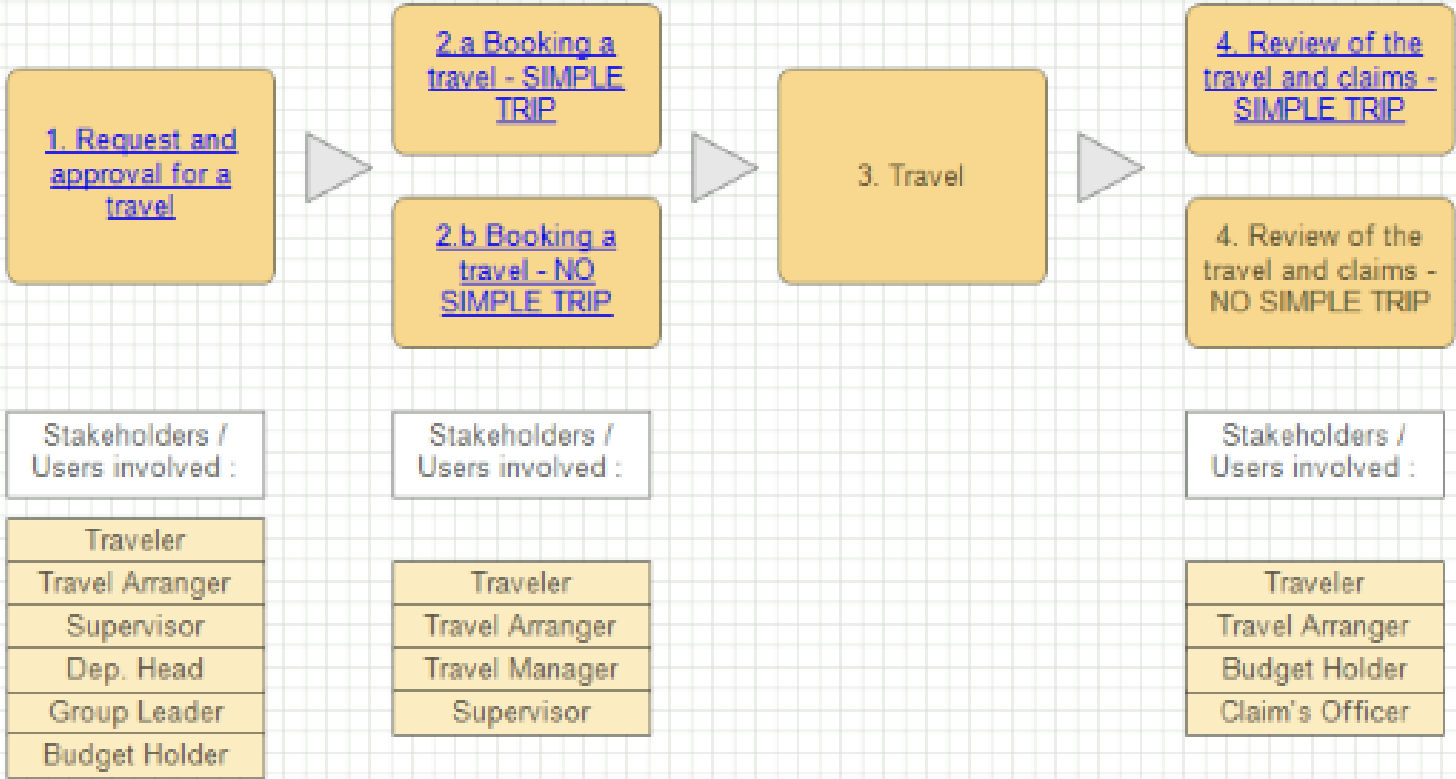 1. Request and
approval for a
travel
2.a Booking a
travel - SIMPLE
TRIP
2.b Booking a
travel - NO
SIMPLE TRIP
3. Travel
4. Review of the
travel and claims -
SIMPLE TRIP
4. Review of the
travel and claims -
NO SIMPLE TRIP
Stakeholders /
Users involved :
Traveler
Travel Arranger
Supervisor
Dep. Head
Group Leader
Budget Holder
Stakeholders /
Users involved :
Traveler
Travel Arranger
Travel Manager
Supervisor
Stakeholders /
Users involved :
Traveler
Travel Arranger
Budget Holder
Claim's Officer